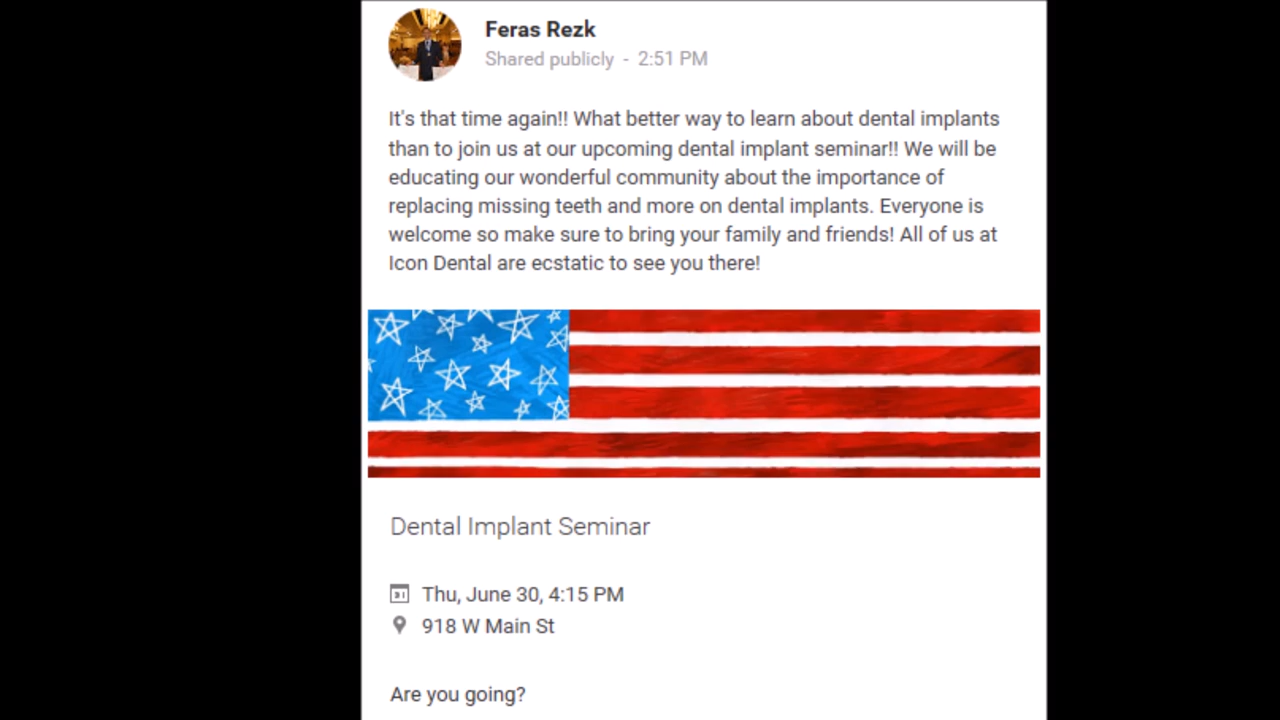 Feras Rezk
Shared publicly - 2:51 PM
It's that time again!! What better way to learn about dental implants
than to join us at our upcoming dental implant seminar!! We will be
educating our wonderful community about the importance of
replacing missing teeth and more on dental implants. Everyone is
welcome so make sure to bring your family and friends! All of us at
Icon Dental are ecstatic to see you there!
Dental Implant Seminar
Thu, June 30, 4:15 PM
918 W Main St
Are you going?